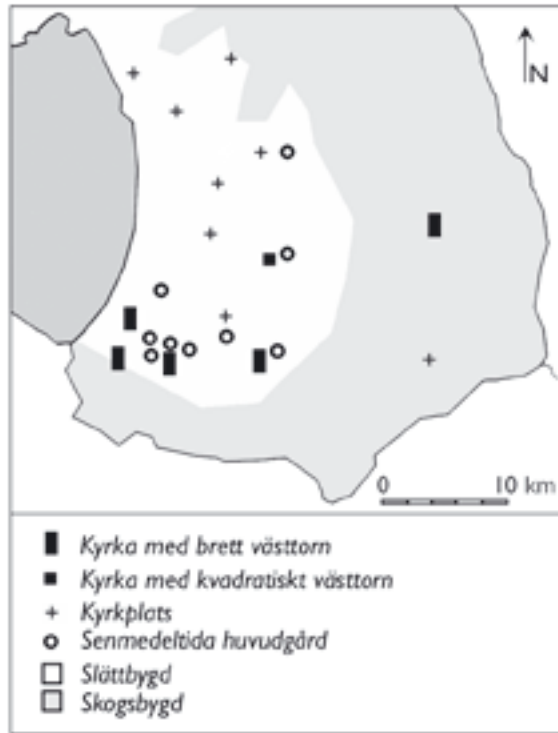 N
0 10 km
Kyrka med brett västtorn
Kyrka med kvadratiskt västtorn
Kyrkplats
Senmedeltida huvudgård
Slättbygd
Skogsbygd